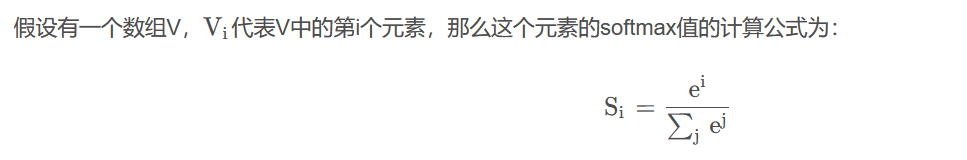 假设有一个数组V，Vᵢ代表V中的第i个元素，那么这个元素的softmax值的计算公式为：
Sᵢ = eⁱ / ∑ⱼ eʲ